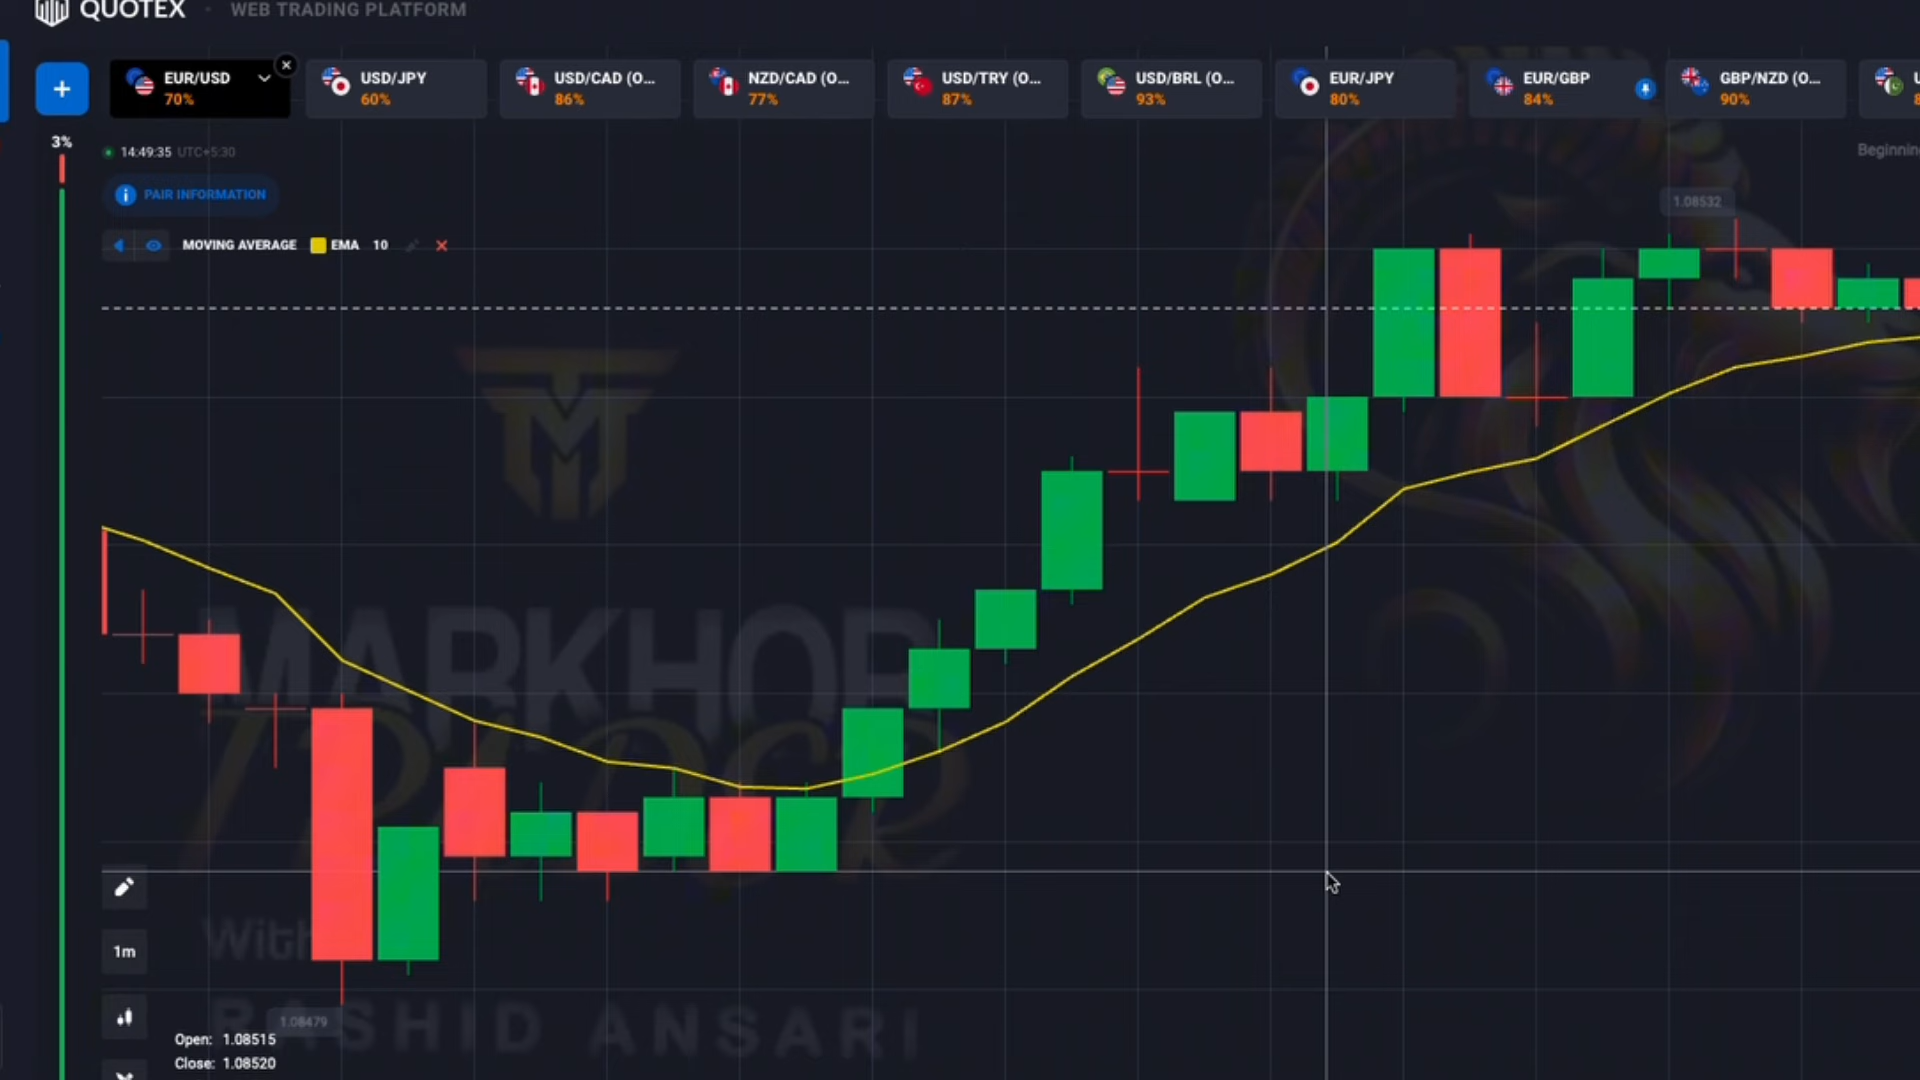 QUOTEX · WEB TRADING PLATFORM
EUR/USD
70%
USD/JPY
60%
USD/CAD (O...
86%
NZD/CAD (O...
77%
USD/TRY (O...
87%
USD/BRL (O...
93%
EUR/JPY
80%
EUR/GBP
84%
GBP/NZD (O...
90%
3%
14:49:35 UTC+5:30
Beginning
PAIR INFORMATION
1.08532
MOVING AVERAGE EMA 10
MARKHOR
TRADER
With
1m
RASHID ANSARI
1.08479
Open: 1.08515
Close: 1.08520